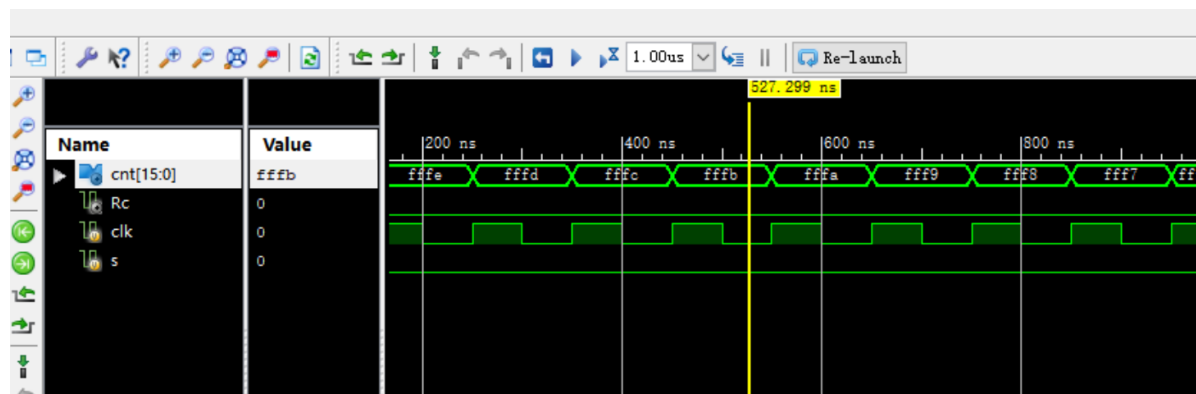 1.00us Re-launch
527.299 ns
Name Value
200 ns 400 ns 600 ns 800 ns
cnt[15:0] fffb fffe fffd fffc fffb fffa fff9 fff8 fff7 fff
Rc 0
clk 0
s 0